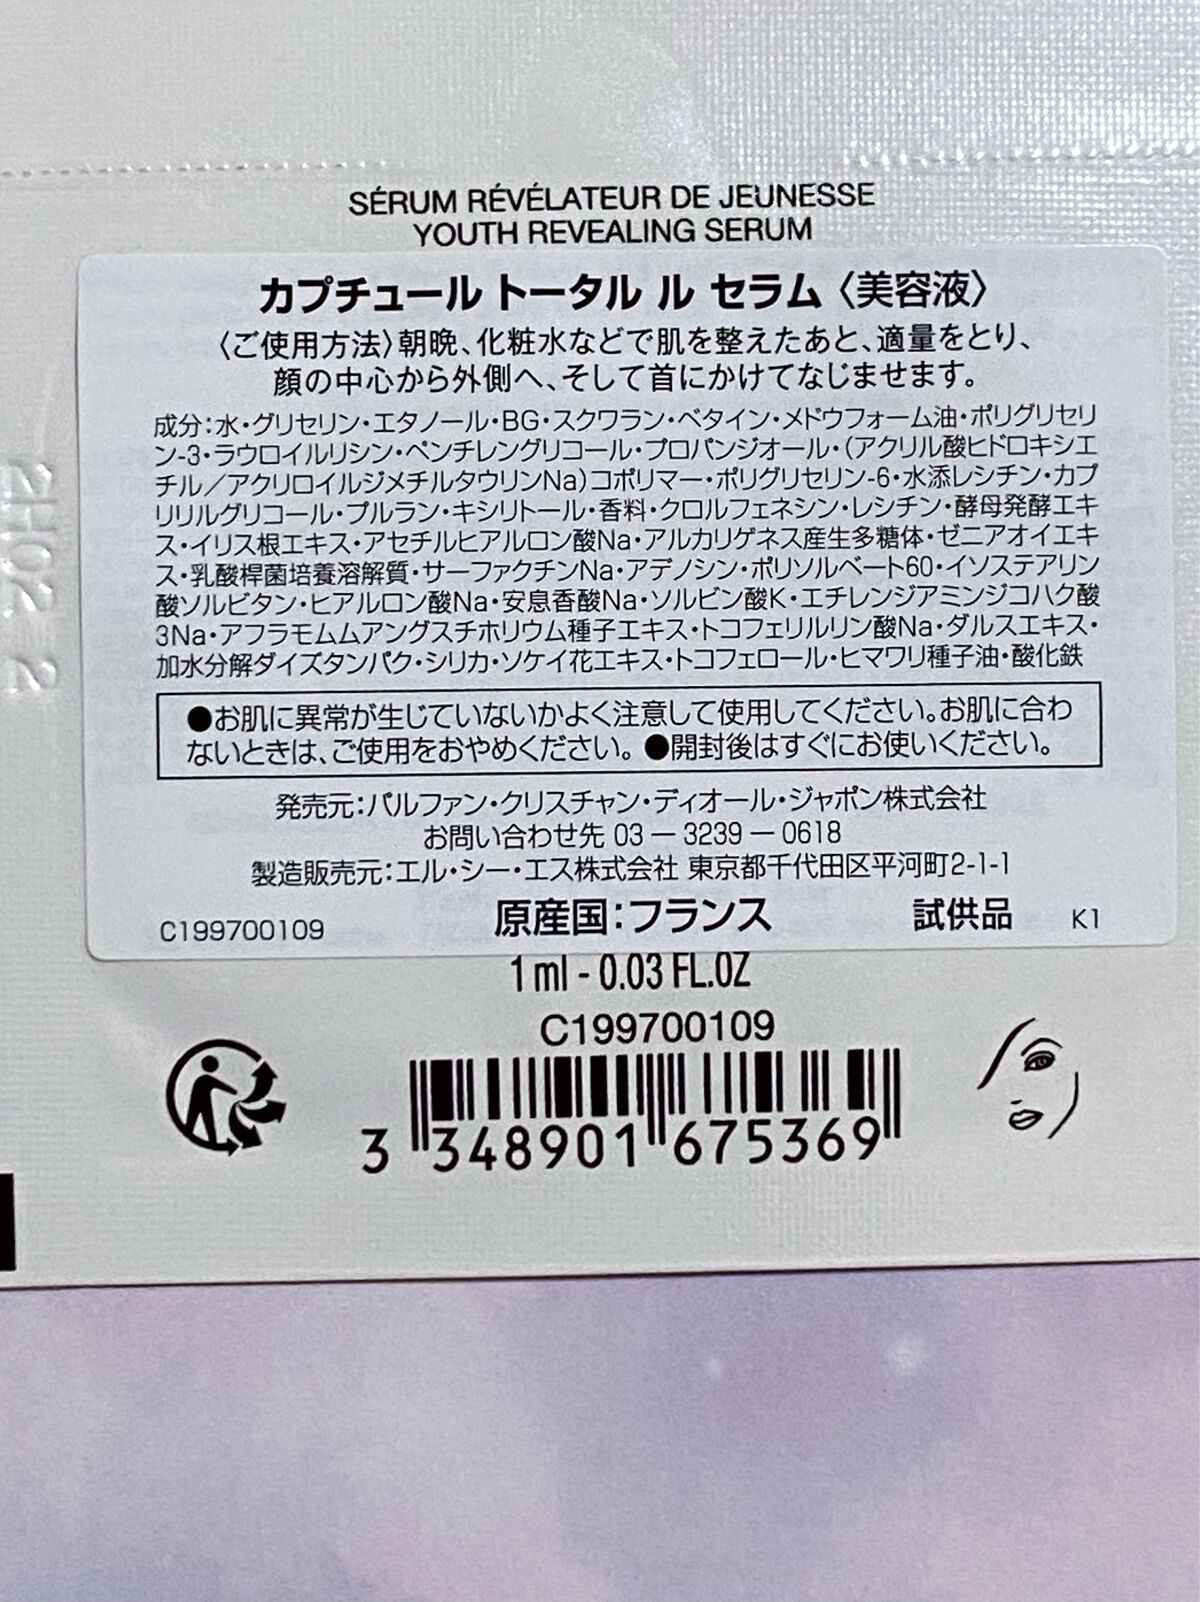 SÉRUM RÉVÉLATEUR DE JEUNESSE
YOUTH REVEALING SERUM
カプチュール トータル ル セラム〈美容液〉
〈ご使用方法〉朝晩、化粧水などで肌を整えたあと、適量をとり、
顔の中心から外側へ、そして首にかけてなじませます。
成分：水・グリセリン・エタノール・BG・スクワラン・ベタイン・メドウフォーム油・ポリグリセリ
ン-3・ラウロイルリシン・ペンチレングリコール・プロパンジオール・（アクリル酸ヒドロキシエ
チル／アクリロイルジメチルタウリンNa）コポリマー・ポリグリセリン-6・水添レシチン・カプ
リリルグリコール・プルラン・キシリトール・香料・クロルフェネシン・レシチン・酵母発酵エキ
ス・イリス根エキス・アセチルヒアルロン酸Na・アルカリゲネス産生多糖体・ゼニアオイエキ
ス・乳酸桿菌培養溶解質・サーファクチンNa・アデノシン・ポリソルベート60・イソステアリン
酸ソルビタン・ヒアルロン酸Na・安息香酸Na・ソルビン酸K・エチレンジアミンジコハク酸
3Na・アフラモムムアングスチホリウム種子エキス・トコフェリルリン酸Na・ダルスエキス・
加水分解ダイズタンパク・シリカ・ソケイ花エキス・トコフェロール・ヒマワリ種子油・酸化鉄
●お肌に異常が生じていないかよく注意して使用してください。お肌に合わ
ないときは、ご使用をおやめください。●開封後はすぐにお使いください。
発売元：パルファン・クリスチャン・ディオール・ジャポン株式会社
お問い合わせ先 03－3239－0618
製造販売元：エル・シー・エス株式会社 東京都千代田区平河町2-1-1
C199700109 原産国：フランス 試供品 K1
1 ml - 0.03 FL.OZ
C199700109
3 348901 675369
2H02 2